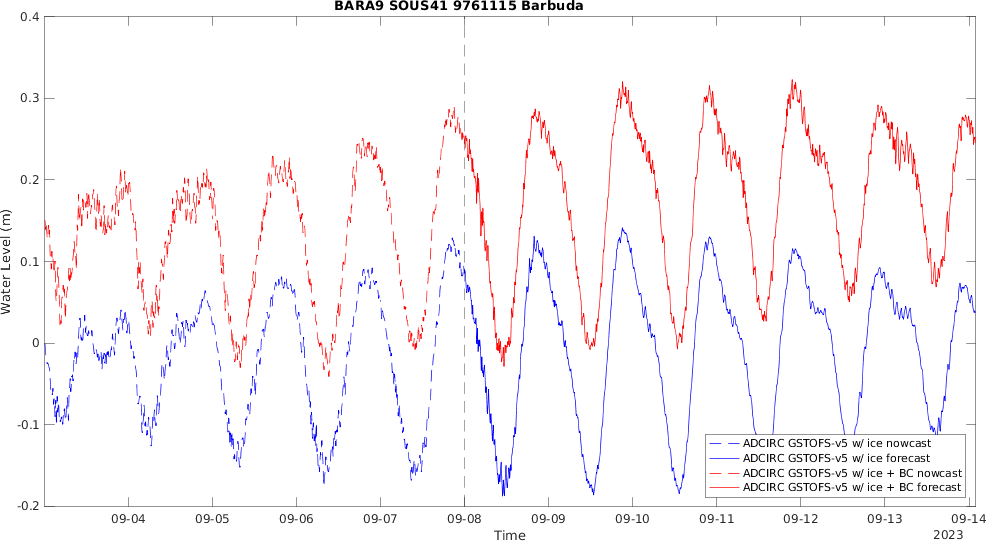 BARA9 SOUS41 9761115 Barbuda
0.4
0.3
0.2
0.1
0
-0.1
-0.2
Water Level (m)
ADCIRC GSTOFS-v5 w/ ice nowcast
ADCIRC GSTOFS-v5 w/ ice forecast
ADCIRC GSTOFS-v5 w/ ice + BC nowcast
ADCIRC GSTOFS-v5 w/ ice + BC forecast
09-04 09-05 09-06 09-07 09-08 09-09 09-10 09-11 09-12 09-13 09-14
Time
2023